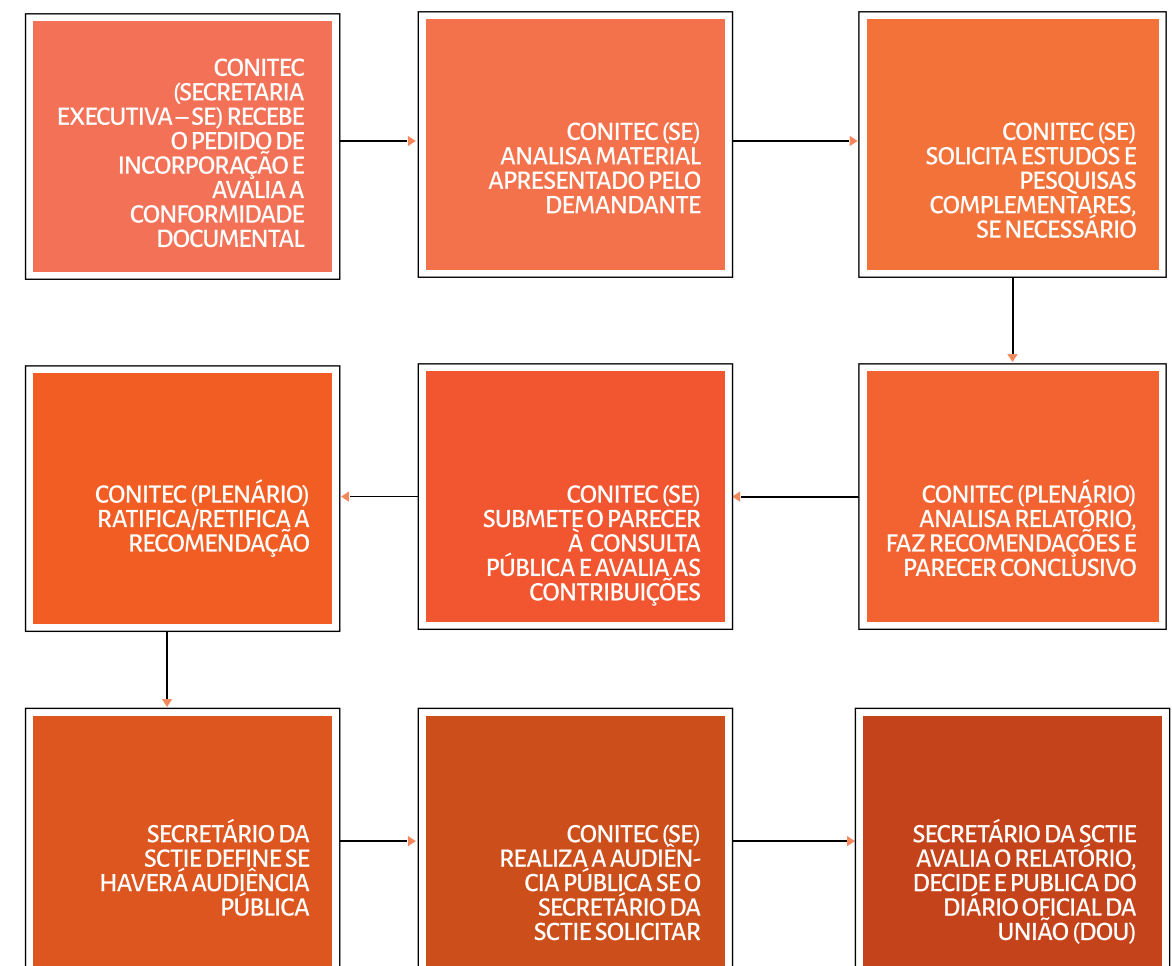 CONITEC
(SECRETARIA
EXECUTIVA – SE) RECEBE
O PEDIDO DE
INCORPORAÇÃO E
AVALIA A
CONFORMIDADE
DOCUMENTAL
CONITEC (SE)
ANALISA MATERIAL
APRESENTADO PELO
DEMANDANTE
CONITEC (SE)
SOLICITA ESTUDOS E
PESQUISAS
COMPLEMENTARES,
SE NECESSÁRIO
CONITEC (PLENÁRIO)
ANALISA RELATÓRIO,
FAZ RECOMENDAÇÕES E
PARECER CONCLUSIVO
CONITEC (SE)
SUBMETE O PARECER
À CONSULTA
PÚBLICA E AVALIA AS
CONTRIBUIÇÕES
CONITEC (PLENÁRIO)
RATIFICA/RETIFICA A
RECOMENDAÇÃO
SECRETÁRIO DA
SCTIE DEFINE SE
HAVERÁ AUDIÊNCIA
PÚBLICA
CONITEC (SE)
REALIZA A AUDIÊN-
CIA PÚBLICA SE O
SECRETÁRIO DA
SCTIE SOLICITAR
SECRETÁRIO DA SCTIE
AVALIA O RELATÓRIO,
DECIDE E PUBLICA DO
DIÁRIO OFICIAL DA
UNIÃO (DOU)